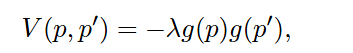 V(p, p′) = −λg(p)g(p′),